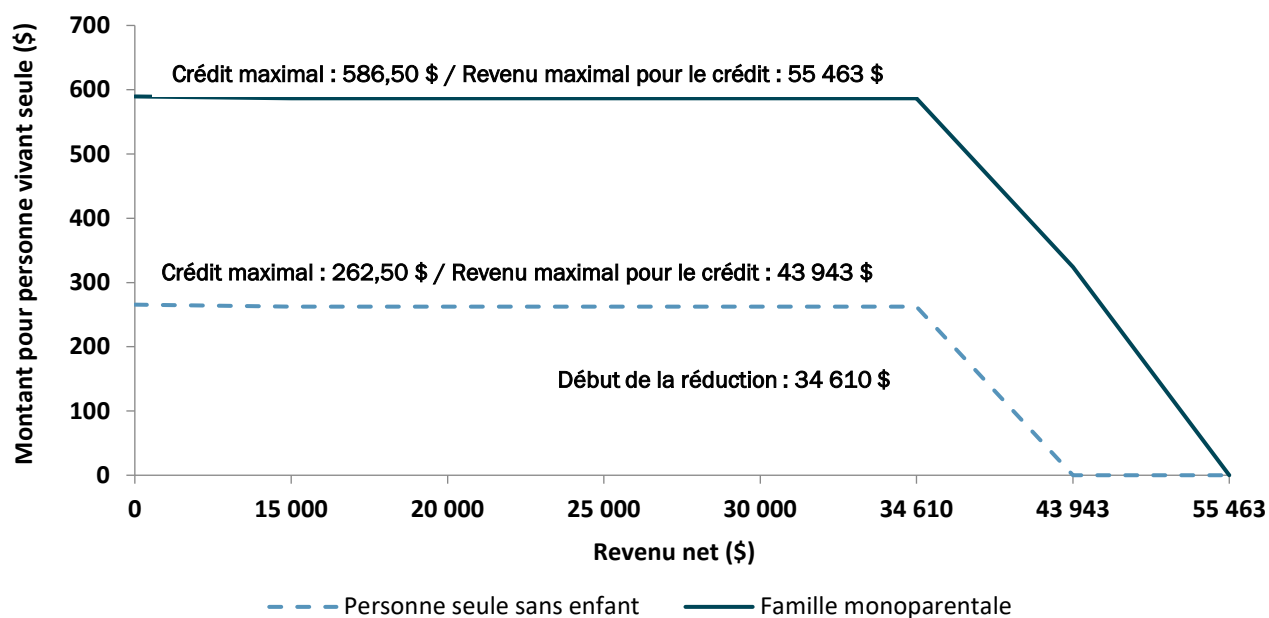 Montant pour personne vivant seule ($)
700
600
500
400
300
200
100
0
Crédit maximal : 586,50 $ / Revenu maximal pour le crédit : 55 463 $
Crédit maximal : 262,50 $ / Revenu maximal pour le crédit : 43 943 $
Début de la réduction : 34 610 $
0 15 000 20 000 25 000 30 000 34 610 43 943 55 463
Revenu net ($)
Personne seule sans enfant Famille monoparentale